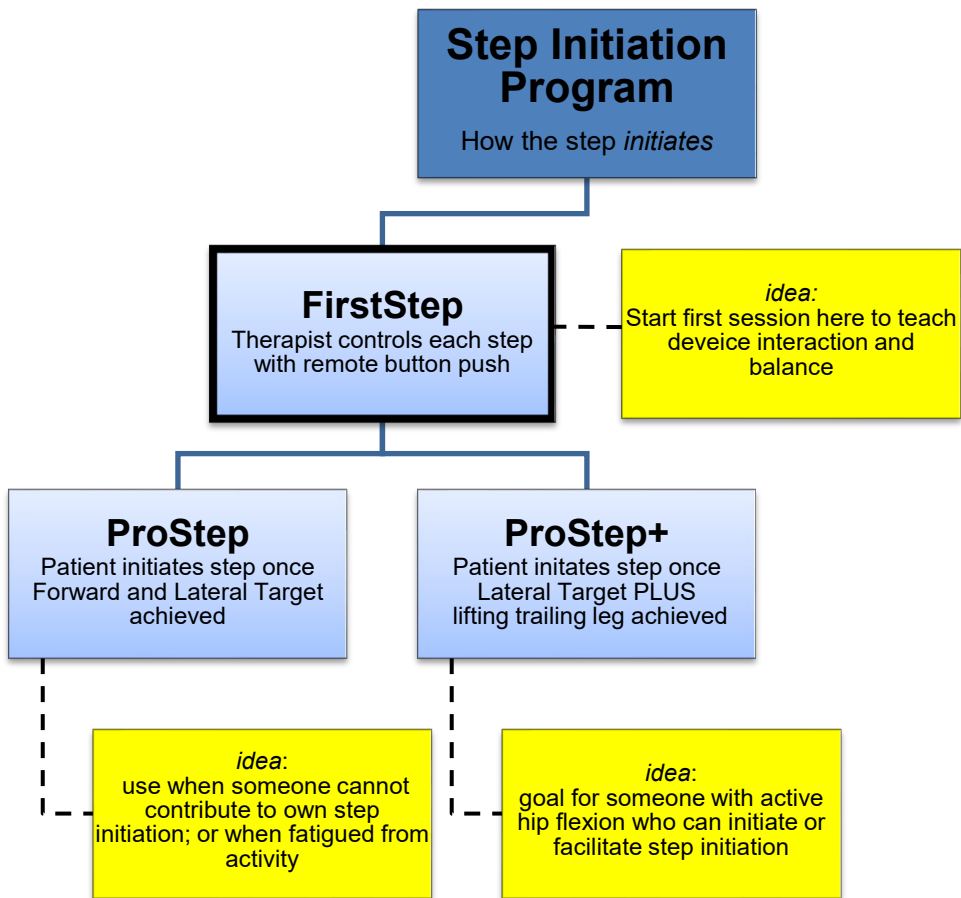 Step Initiation
Program
How the step initiates
FirstStep
Therapist controls each step
with remote button push
idea:
Start first session here to teach
deveice interaction and
balance
ProStep
Patient initiates step once
Forward and Lateral Target
achieved
ProStep+
Patient initates step once
Lateral Target PLUS
lifting trailing leg achieved
idea:
use when someone cannot
contribute to own step
initiation; or when fatigued from
activity
idea:
goal for someone with active
hip flexion who can initiate or
facilitate step initiation